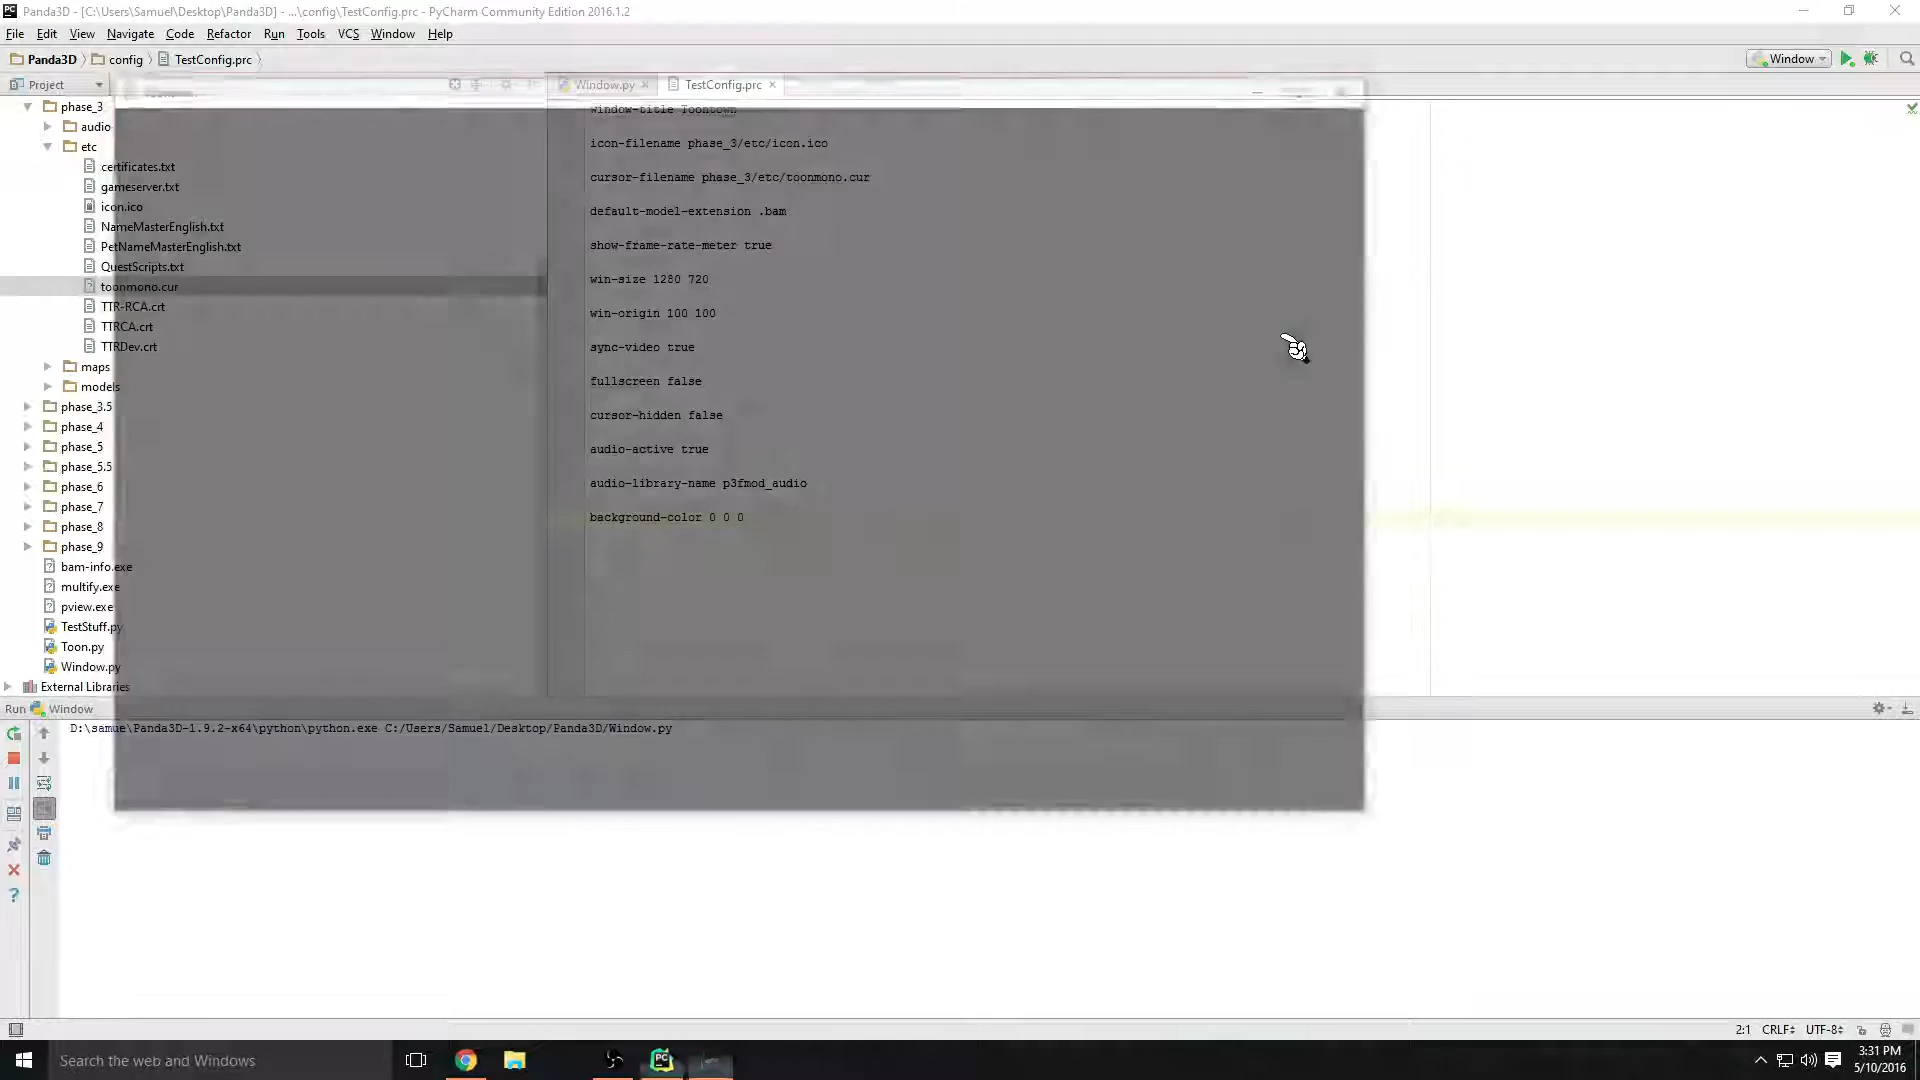 Panda3D - [C:\Users\Samuel\Desktop\Panda3D] - ...\config\TestConfig.prc - PyCharm Community Edition 2016.1.2
File Edit View Navigate Code Refactor Run Tools VCS Window Help
Panda3D config TestConfig.prc Window
Project Window.py TestConfig.prc
phase_3
audio
etc
certificates.txt
gameserver.txt
icon.ico
NameMasterEnglish.txt
PetNameMasterEnglish.txt
QuestScripts.txt
toonmono.cur
TTR-RCA.crt
TTRCA.crt
TTRDev.crt
maps
models
phase_3.5
phase_4
phase_5
phase_5.5
phase_6
phase_7
phase_8
phase_9
bam-info.exe
multify.exe
pview.exe
TestStuff.py
Toon.py
Window.py
External Libraries
window-title Toontown
icon-filename phase_3/etc/icon.ico
cursor-filename phase_3/etc/toonmono.cur
default-model-extension .bam
show-frame-rate-meter true
win-size 1280 720
win-origin 100 100
sync-video true
fullscreen false
cursor-hidden false
audio-active true
audio-library-name p3fmod_audio
background-color 0 0 0
Run Window
D:\samue\Panda3D-1.9.2-x64\python\python.exe C:/Users/Samuel/Desktop/Panda3D/Window.py
2:1 CRLF UTF-8
Search the web and Windows
3:31 PM
5/10/2016